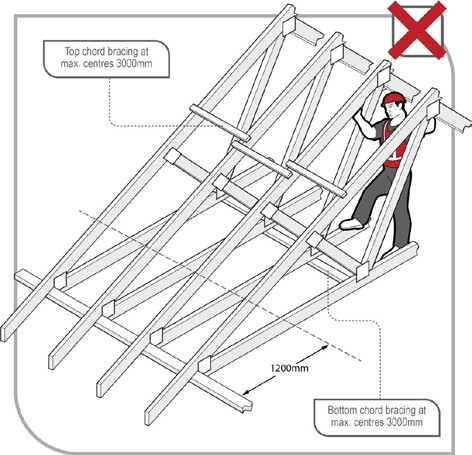 Top chord bracing at
max. centres 3000mm
1200mm
Bottom chord bracing at
max. centres 3000mm